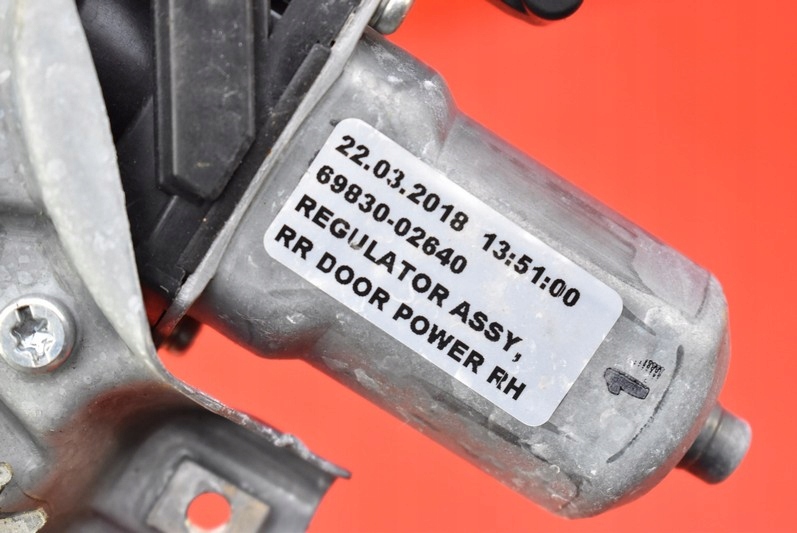 22.03.2018 13:51:00
69830-02640
REGULATOR ASSY,
RR DOOR POWER RH